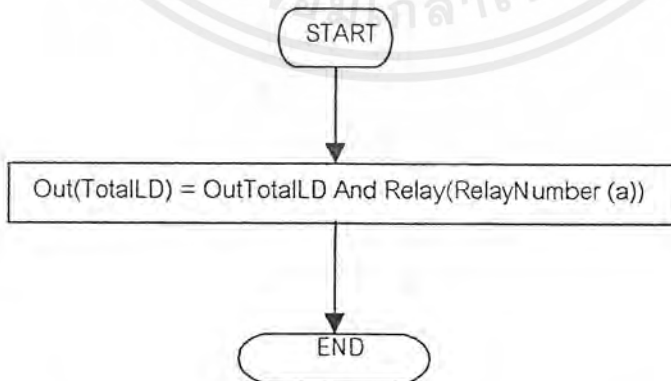 START
Out(TotalLD) = OutTotalLD And Relay(RelayNumber (a))
END